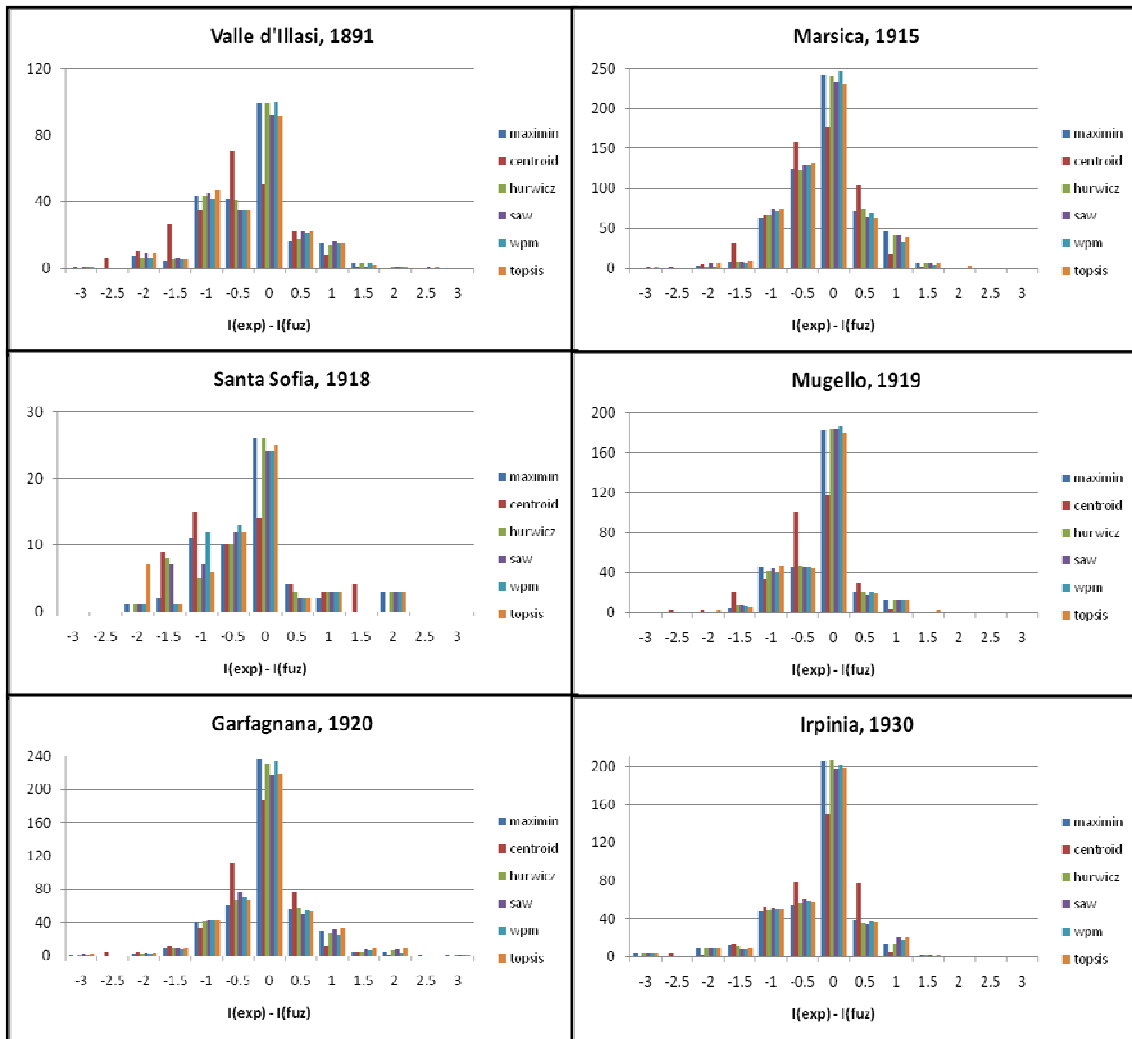 Valle d'Illasi, 1891
120
80
40
0
-3 -2.5 -2 -1.5 -1 -0.5 0 0.5 1 1.5 2 2.5 3
I(exp) - I(fuz)
maximin
centroid
hurwicz
saw
wpm
topsis
Marsica, 1915
250
200
150
100
50
0
-3 -2.5 -2 -1.5 -1 -0.5 0 0.5 1 1.5 2 2.5 3
I(exp) - I(fuz)
maximin
centroid
hurwicz
saw
wpm
topsis
Santa Sofia, 1918
30
20
10
0
-3 -2.5 -2 -1.5 -1 -0.5 0 0.5 1 1.5 2 2.5 3
I(exp) - I(fuz)
maximin
centroid
hurwicz
saw
wpm
topsis
Mugello, 1919
200
160
120
80
40
0
-3 -2.5 -2 -1.5 -1 -0.5 0 0.5 1 1.5 2 2.5 3
I(exp) - I(fuz)
maximin
centroid
hurwicz
saw
wpm
topsis
Garfagnana, 1920
240
200
160
120
80
40
0
-3 -2.5 -2 -1.5 -1 -0.5 0 0.5 1 1.5 2 2.5 3
I(exp) - I(fuz)
maximin
centroid
hurwicz
saw
wpm
topsis
Irpinia, 1930
200
160
120
80
40
0
-3 -2.5 -2 -1.5 -1 -0.5 0 0.5 1 1.5 2 2.5 3
I(exp) - I(fuz)
maximin
centroid
hurwicz
saw
wpm
topsis